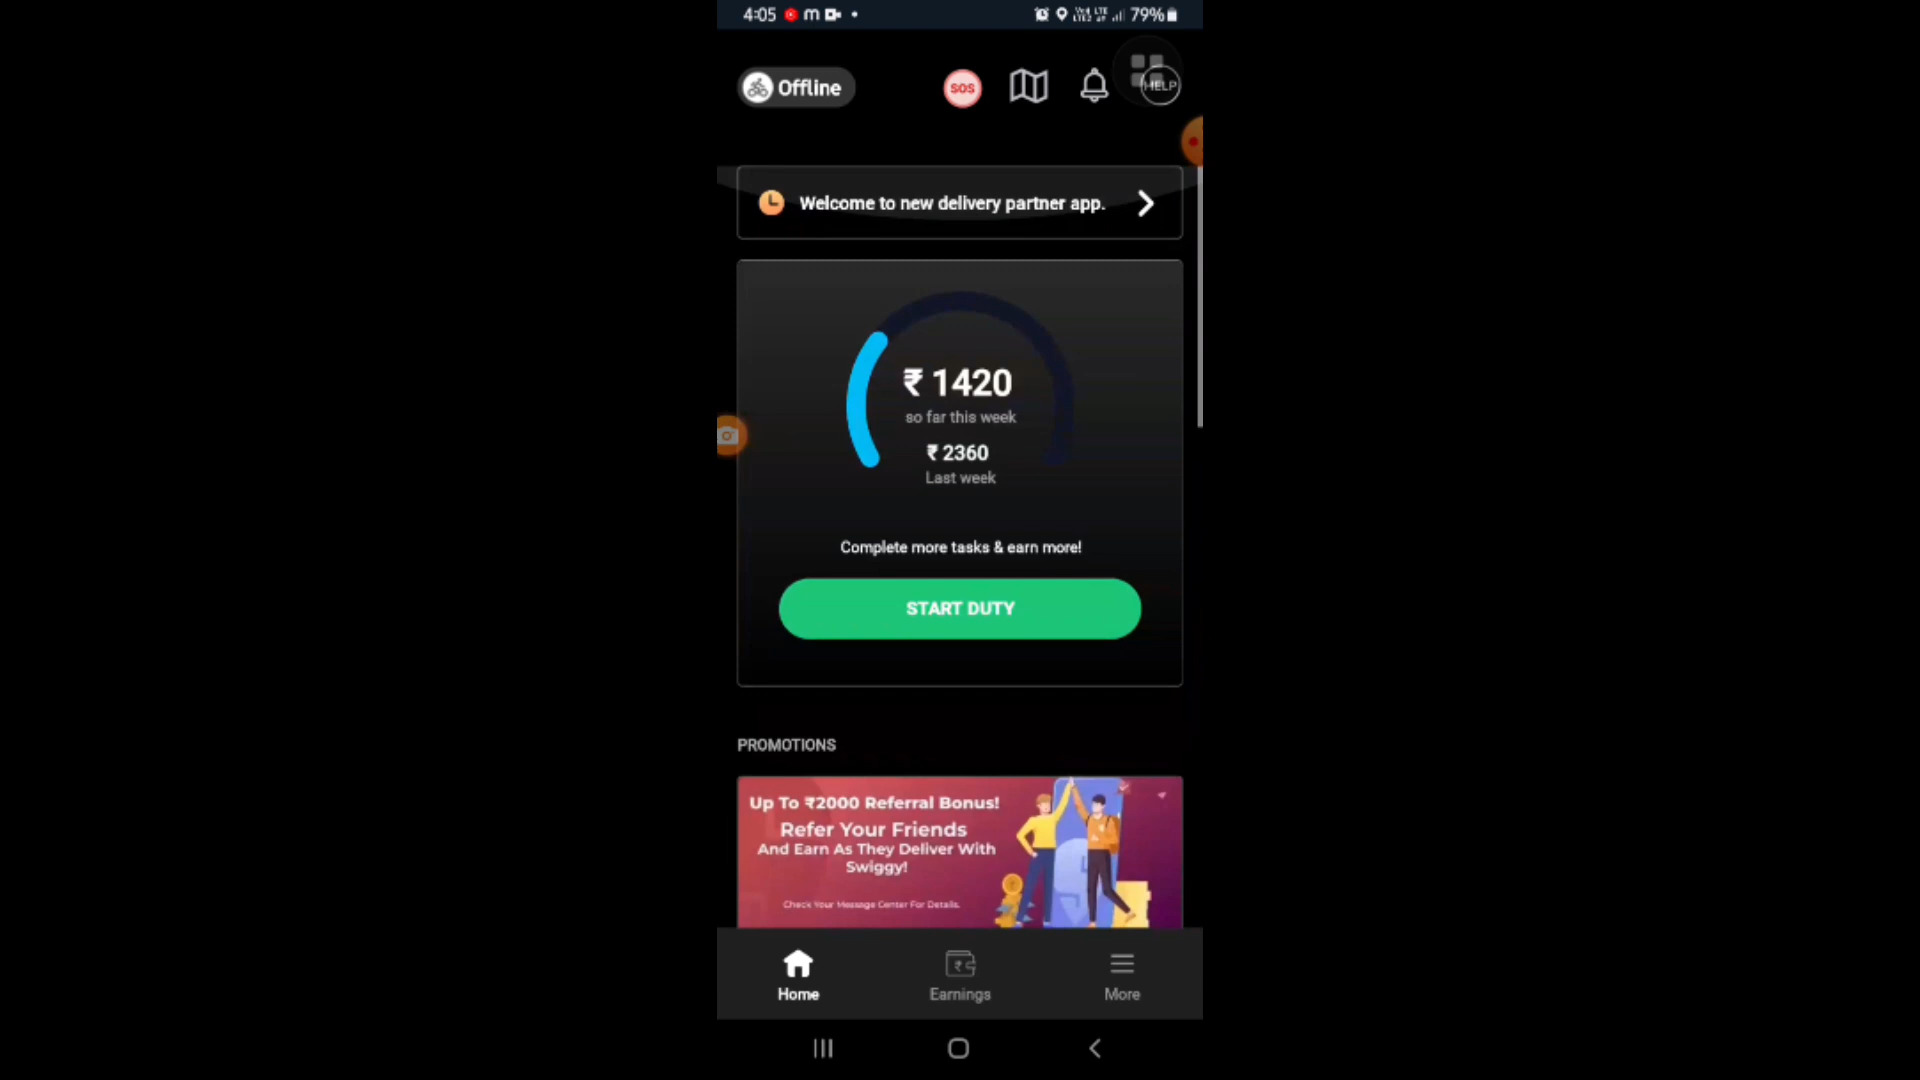 4:05
79%
Offline
SOS
HELP
Welcome to new delivery partner app.
₹ 1420
so far this week
₹ 2360
Last week
Complete more tasks & earn more!
START DUTY
PROMOTIONS
Up To ₹2000 Referral Bonus!
Refer Your Friends
And Earn As They Deliver With
Swiggy!
Check Your Message Center For Details.
Home
Earnings
More